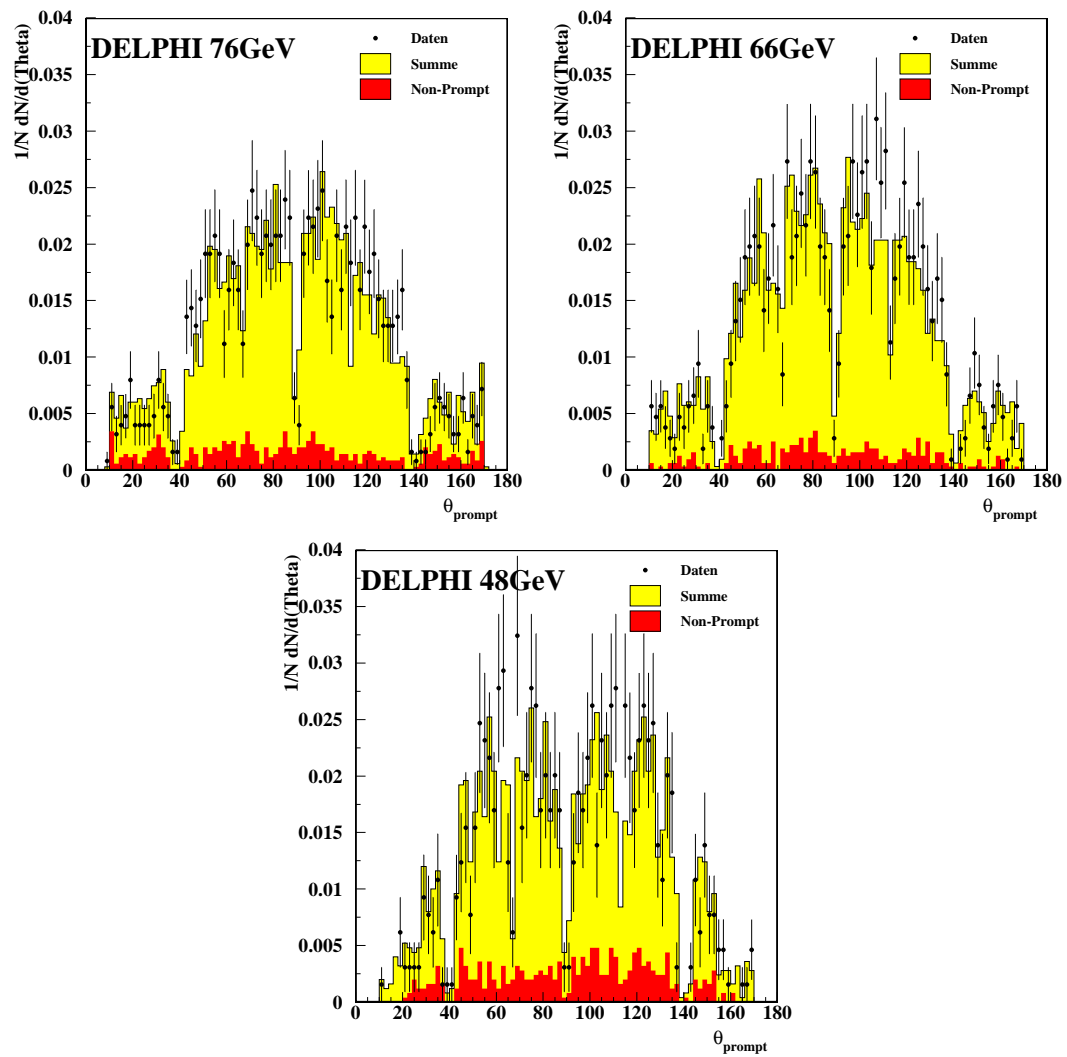 DELPHI 76GeV
Daten
Summe
Non-Prompt
1/N dN/d(Theta)
0.04
0.035
0.03
0.025
0.02
0.015
0.01
0.005
0
0 20 40 60 80 100 120 140 160 180
θprompt
DELPHI 66GeV
Daten
Summe
Non-Prompt
1/N dN/d(Theta)
0.04
0.035
0.03
0.025
0.02
0.015
0.01
0.005
0
0 20 40 60 80 100 120 140 160 180
θprompt
DELPHI 48GeV
Daten
Summe
Non-Prompt
1/N dN/d(Theta)
0.04
0.035
0.03
0.025
0.02
0.015
0.01
0.005
0
0 20 40 60 80 100 120 140 160 180
θprompt